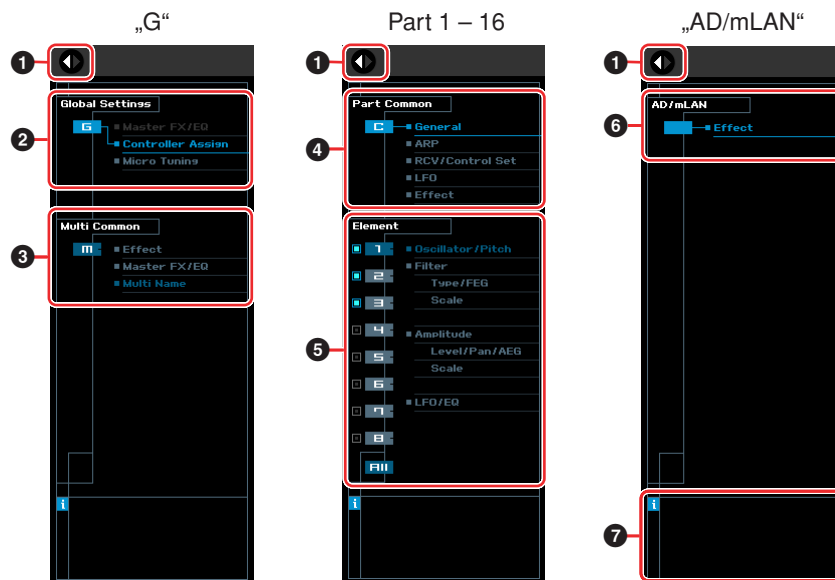 „G“
Part 1 – 16
„AD/mLAN“
1
Global Settings
2
G
Master FX/EQ
Controller Assign
Micro Tuning
Multi Common
3
m
Effect
Master FX/EQ
Multi Name
i
1
Part Common
4
C
General
ARP
RCV/Control Set
LFO
Effect
Element
5
1
Oscillator/Pitch
2
Filter
Type/FEG
3
Scale
4
Amplitude
5
Level/Pan/AEG
Scale
6
7
LFO/EQ
8
All
i
1
AD/mLAN
6
Effect
7
i